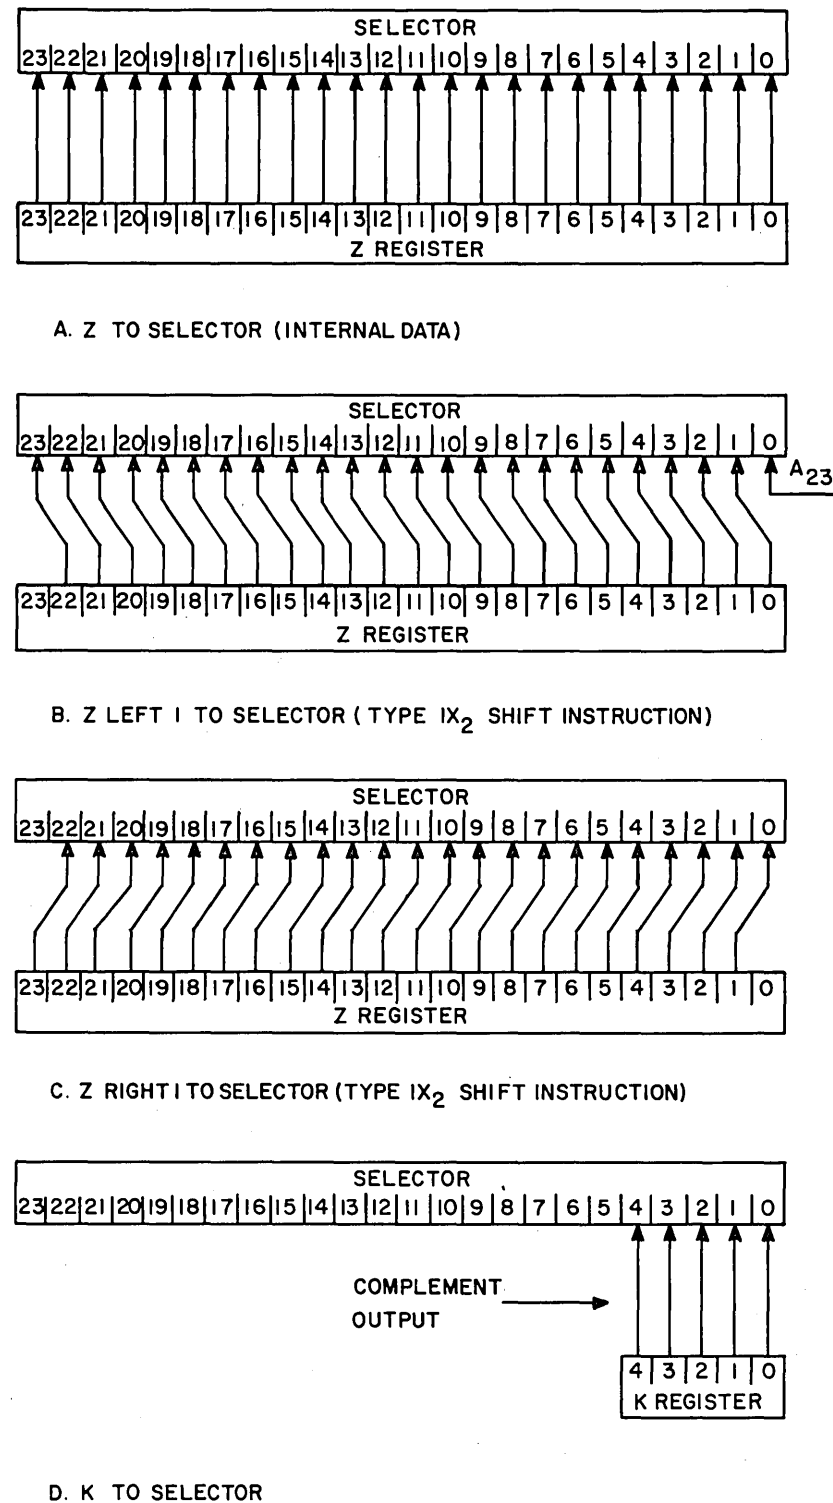 SELECTOR
23 22 21 20 19 18 17 16 15 14 13 12 11 10 9 8 7 6 5 4 3 2 1 0
23 22 21 20 19 18 17 16 15 14 13 12 11 10 9 8 7 6 5 4 3 2 1 0
Z REGISTER
A. Z TO SELECTOR (INTERNAL DATA)
SELECTOR
23 22 21 20 19 18 17 16 15 14 13 12 11 10 9 8 7 6 5 4 3 2 1 0
A23
23 22 21 20 19 18 17 16 15 14 13 12 11 10 9 8 7 6 5 4 3 2 1 0
Z REGISTER
B. Z LEFT 1 TO SELECTOR (TYPE 1X2 SHIFT INSTRUCTION)
SELECTOR
23 22 21 20 19 18 17 16 15 14 13 12 11 10 9 8 7 6 5 4 3 2 1 0
23 22 21 20 19 18 17 16 15 14 13 12 11 10 9 8 7 6 5 4 3 2 1 0
Z REGISTER
C. Z RIGHT 1 TO SELECTOR (TYPE 1X2 SHIFT INSTRUCTION)
SELECTOR
23 22 21 20 19 18 17 16 15 14 13 12 11 10 9 8 7 6 5 4 3 2 1 0
COMPLEMENT
OUTPUT
4 3 2 1 0
K REGISTER
D. K TO SELECTOR